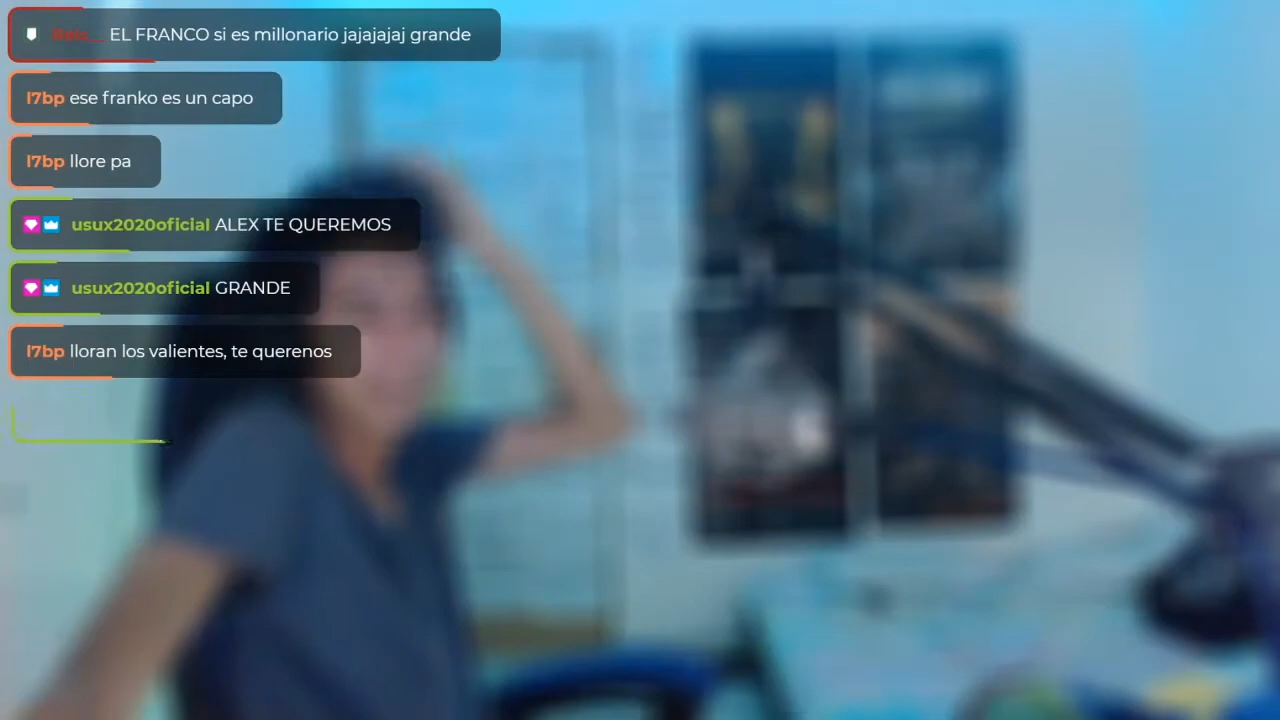 EL FRANCO si es millonario jajajajaj grande
l7bp ese franko es un capo
l7bp llore pa
usux2020oficial ALEX TE QUEREMOS
usux2020oficial GRANDE
l7bp lloran los valientes, te querenos